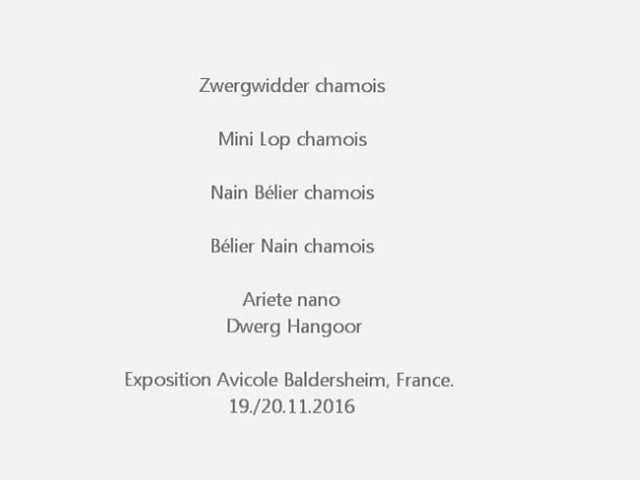 Zwergwidder chamois
Mini Lop chamois
Nain Bélier chamois
Bélier Nain chamois
Ariete nano
Dwerg Hangoor
Exposition Avicole Baldersheim, France.
19./20.11.2016